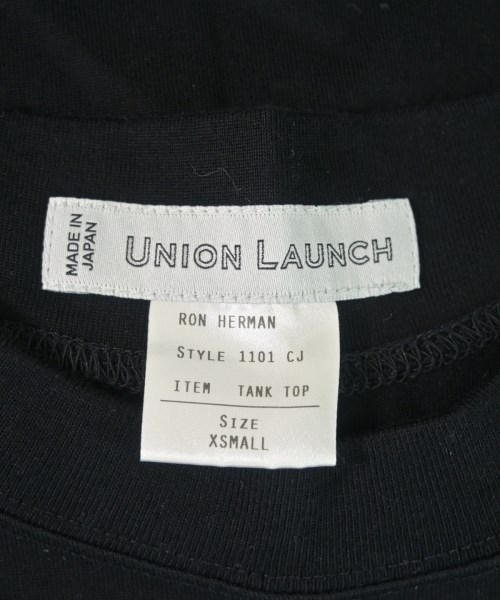 MADE IN
JAPAN
UNION LAUNCH
RON HERMAN
STYLE 1101 CJ
ITEM TANK TOP
SIZE
XSMALL